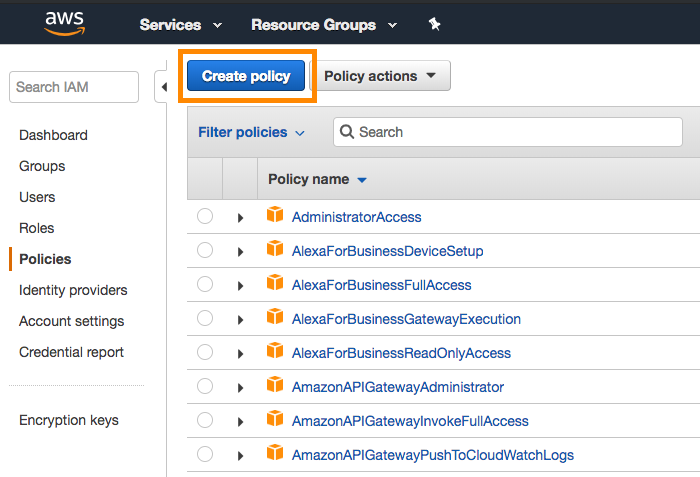 aws Services Resource Groups
Search IAM
Dashboard
Groups
Users
Roles
Policies
Identity providers
Account settings
Credential report
Encryption keys
Create policy Policy actions
Filter policies Search
Policy name
AdministratorAccess
AlexaForBusinessDeviceSetup
AlexaForBusinessFullAccess
AlexaForBusinessGatewayExecution
AlexaForBusinessReadOnlyAccess
AmazonAPIGatewayAdministrator
AmazonAPIGatewayInvokeFullAccess
AmazonAPIGatewayPushToCloudWatchLogs